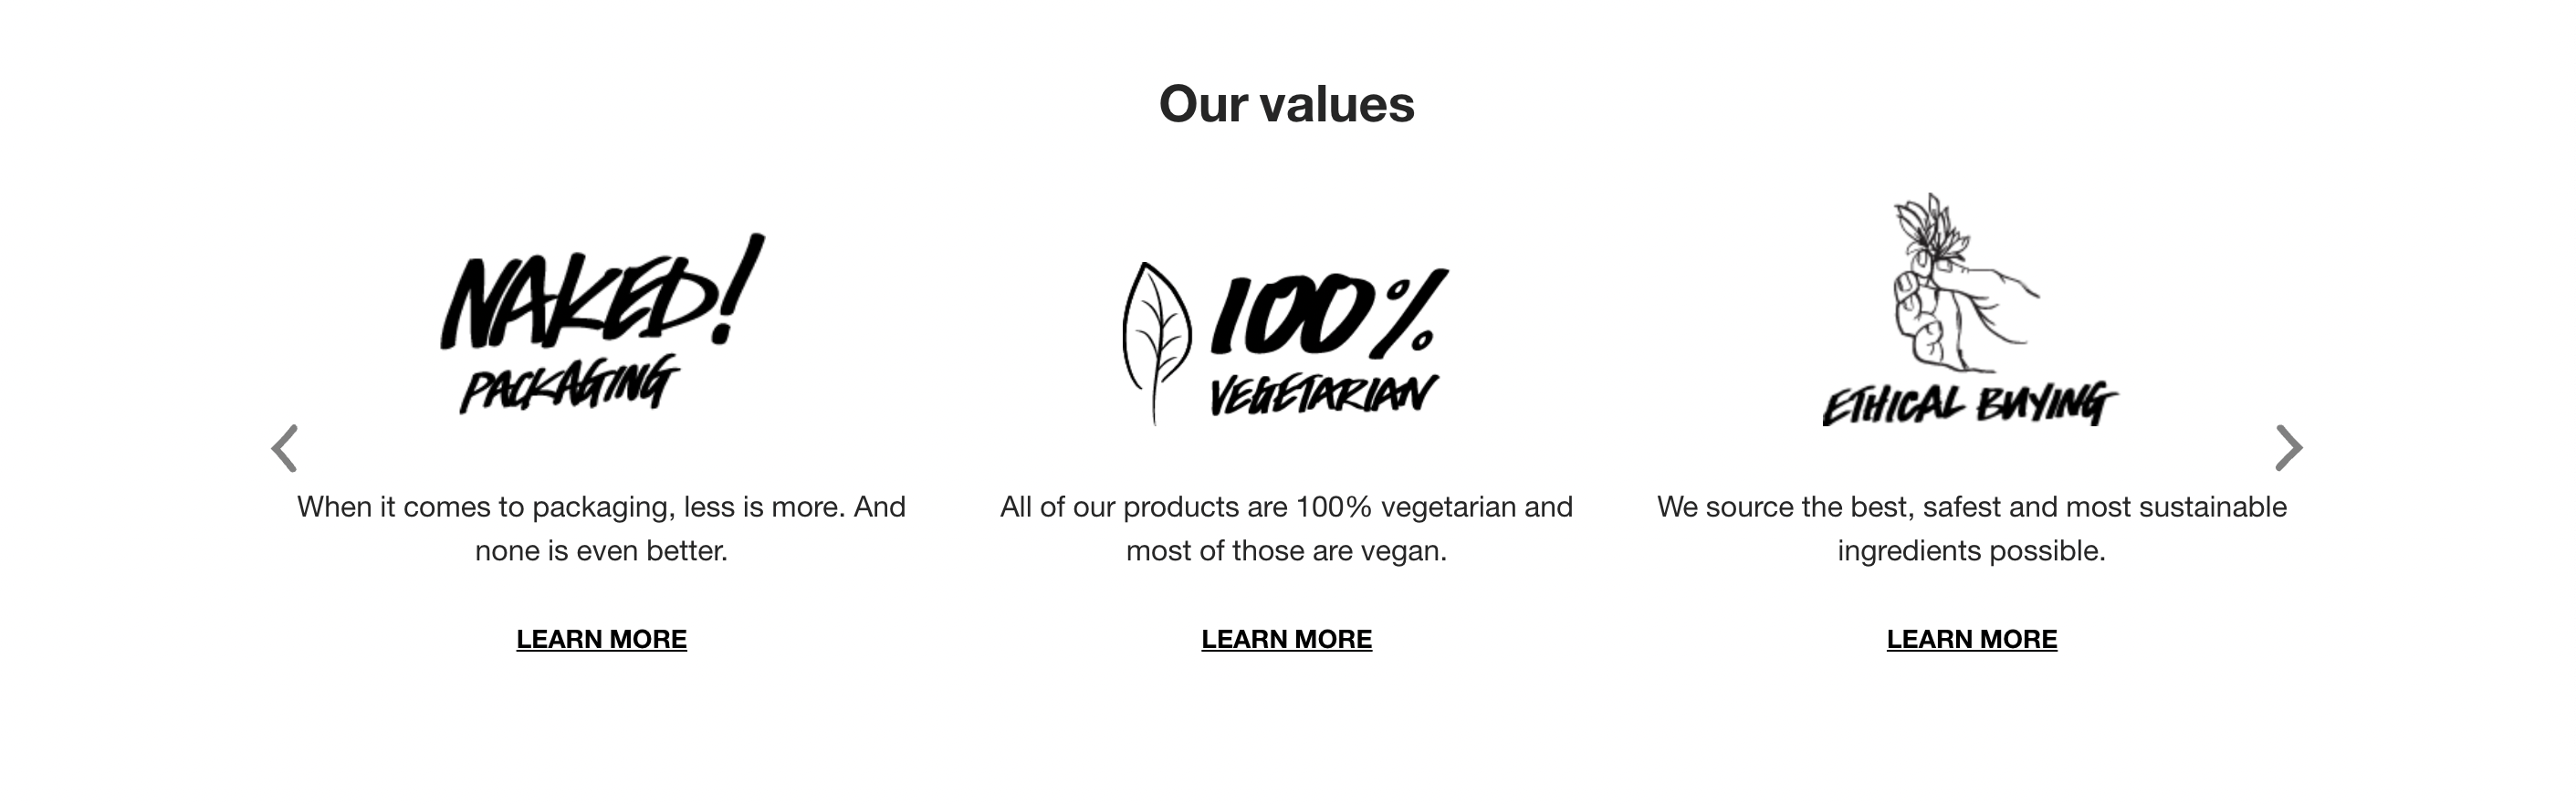 Our values
NAKED!
PACKAGING
When it comes to packaging, less is more. And
none is even better.
LEARN MORE
100%
VEGETARIAN
All of our products are 100% vegetarian and
most of those are vegan.
LEARN MORE
ETHICAL BUYING
We source the best, safest and most sustainable
ingredients possible.
LEARN MORE